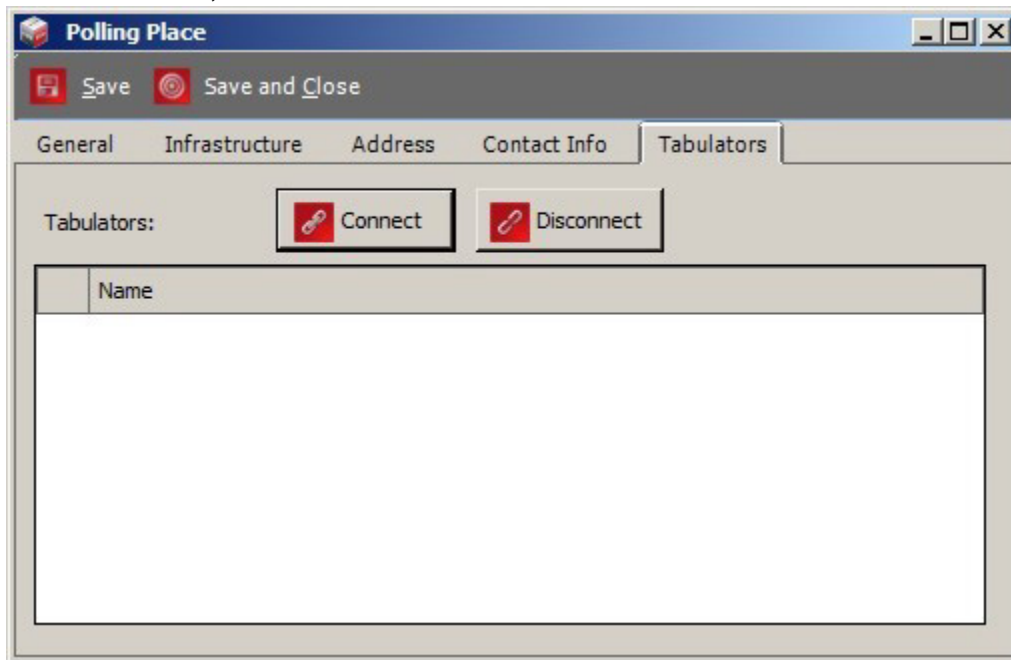 Polling Place
Save Save and Close
General Infrastructure Address Contact Info Tabulators
Tabulators: Connect Disconnect
Name